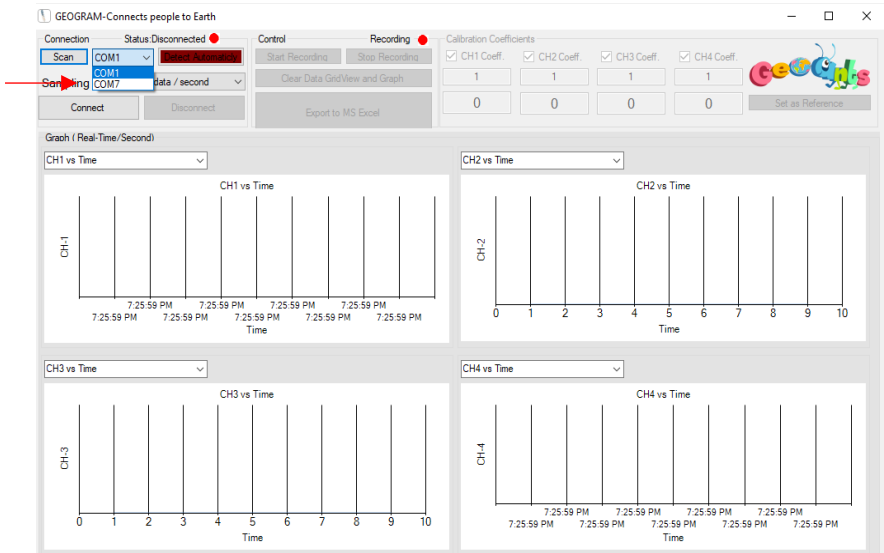 GEOGRAM-Connects people to Earth
Connection Status:Disconnected
Scan COM1 Detect Automaticly
COM1
COM7
Sampling data / second
Connect Disconnect
Control Recording
Start Recording Stop Recording
Clear Data GridView and Graph
Export to MS Excel
Calibration Coefficients
CH1 Coeff. CH2 Coeff. CH3 Coeff. CH4 Coeff.
1 1 1 1
0 0 0 0
GeoAnts
Set as Reference
Graph ( Real-Time/Second)
CH1 vs Time
CH1 vs Time
CH-1
7:25:59 PM 7:25:59 PM 7:25:59 PM 7:25:59 PM
7:25:59 PM 7:25:59 PM 7:25:59 PM 7:25:59 PM 7:25:59 PM
Time
CH2 vs Time
CH2 vs Time
CH-2
0 1 2 3 4 5 6 7 8 9 10
Time
CH3 vs Time
CH3 vs Time
CH-3
0 1 2 3 4 5 6 7 8 9 10
Time
CH4 vs Time
CH4 vs Time
CH-4
7:25:59 PM 7:25:59 PM 7:25:59 PM 7:25:59 PM
7:25:59 PM 7:25:59 PM 7:25:59 PM 7:25:59 PM 7:25:59 PM
Time